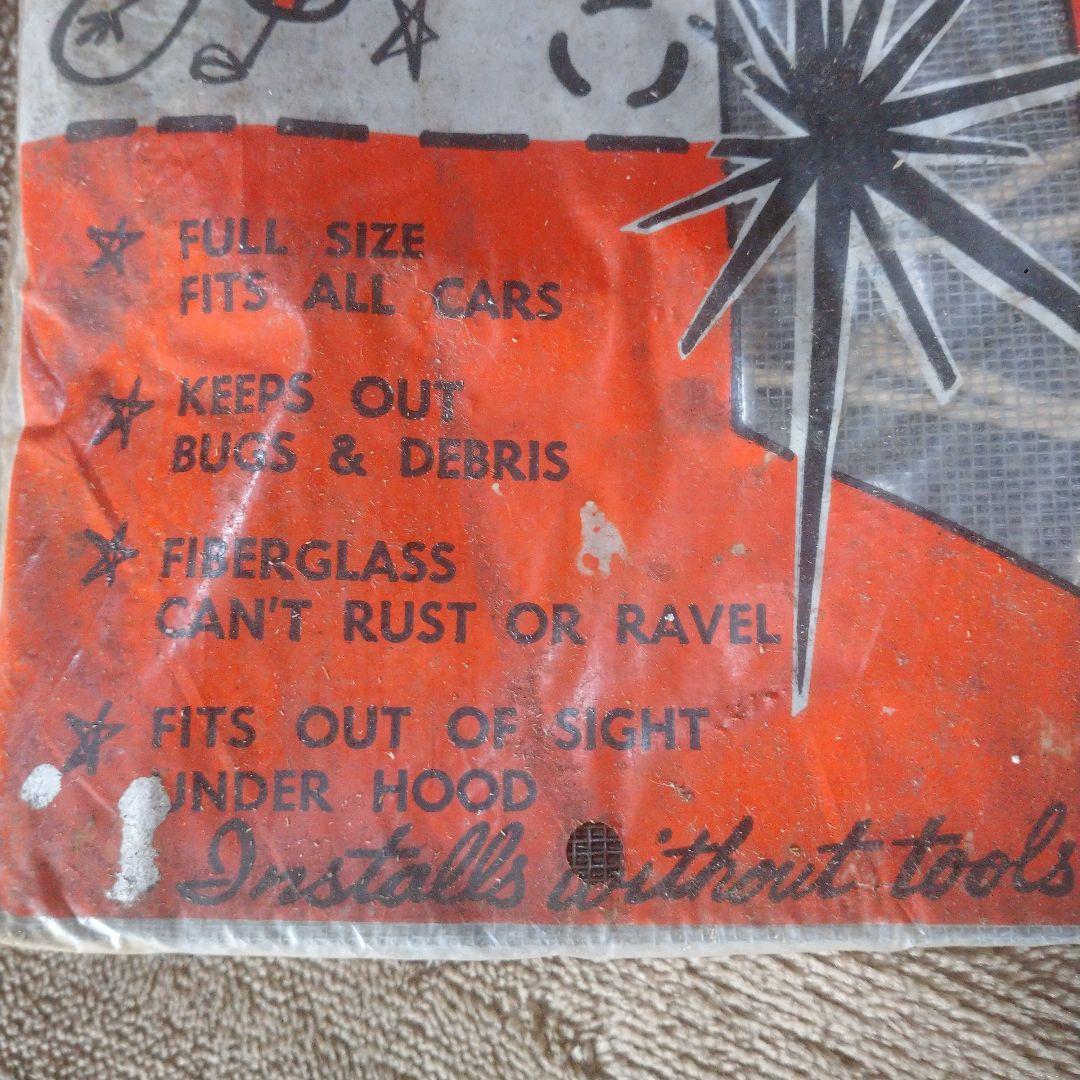 FULL SIZE
FITS ALL CARS
KEEPS OUT
BUGS & DEBRIS
FIBERGLASS
CAN'T RUST OR RAVEL
FITS OUT OF SIGHT
UNDER HOOD
Installs without tools